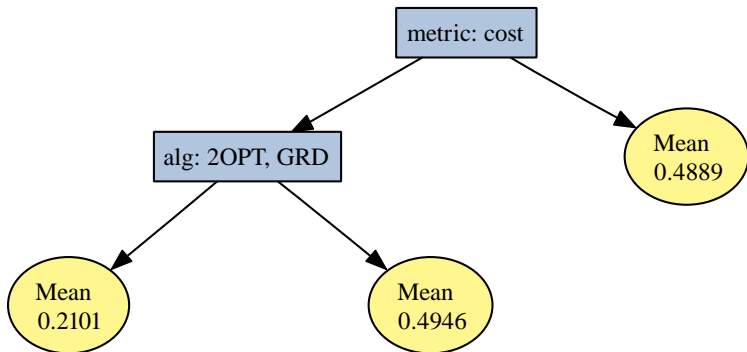 metric: cost
alg: 2OPT, GRD
Mean
0.4889
Mean
0.2101
Mean
0.4946